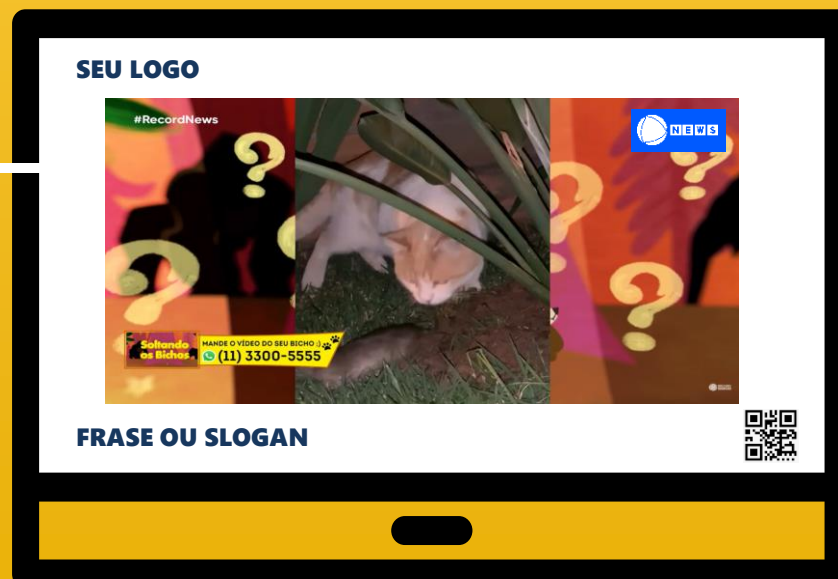 SEU LOGO
#RecordNews
NEWS
?
?
?
?
?
Soltando
os Bichos
MANDE O VÍDEO DO SEU BICHO ;)
(11) 3300-5555
FRASE OU SLOGAN